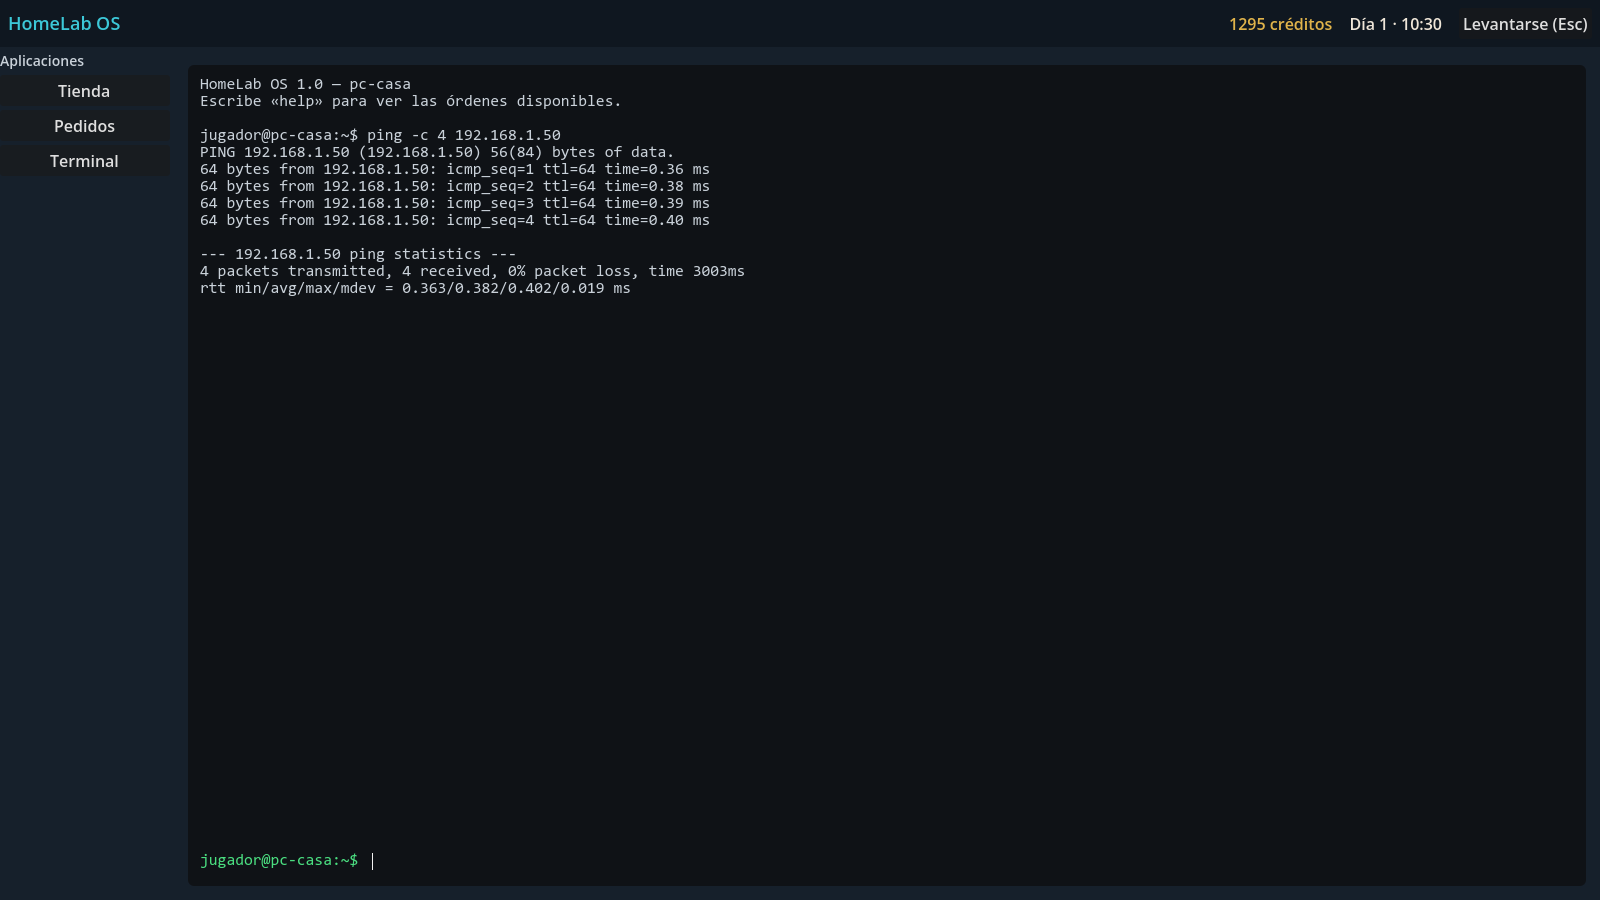 HomeLab OS
1295 créditos
Día 1 · 10:30
Levantarse (Esc)
Aplicaciones
Tienda
Pedidos
Terminal
HomeLab OS 1.0 — pc-casa
Escribe «help» para ver las órdenes disponibles.
jugador@pc-casa:~$ ping -c 4 192.168.1.50
PING 192.168.1.50 (192.168.1.50) 56(84) bytes of data.
64 bytes from 192.168.1.50: icmp_seq=1 ttl=64 time=0.36 ms
64 bytes from 192.168.1.50: icmp_seq=2 ttl=64 time=0.38 ms
64 bytes from 192.168.1.50: icmp_seq=3 ttl=64 time=0.39 ms
64 bytes from 192.168.1.50: icmp_seq=4 ttl=64 time=0.40 ms
--- 192.168.1.50 ping statistics ---
4 packets transmitted, 4 received, 0% packet loss, time 3003ms
rtt min/avg/max/mdev = 0.363/0.382/0.402/0.019 ms
jugador@pc-casa:~$